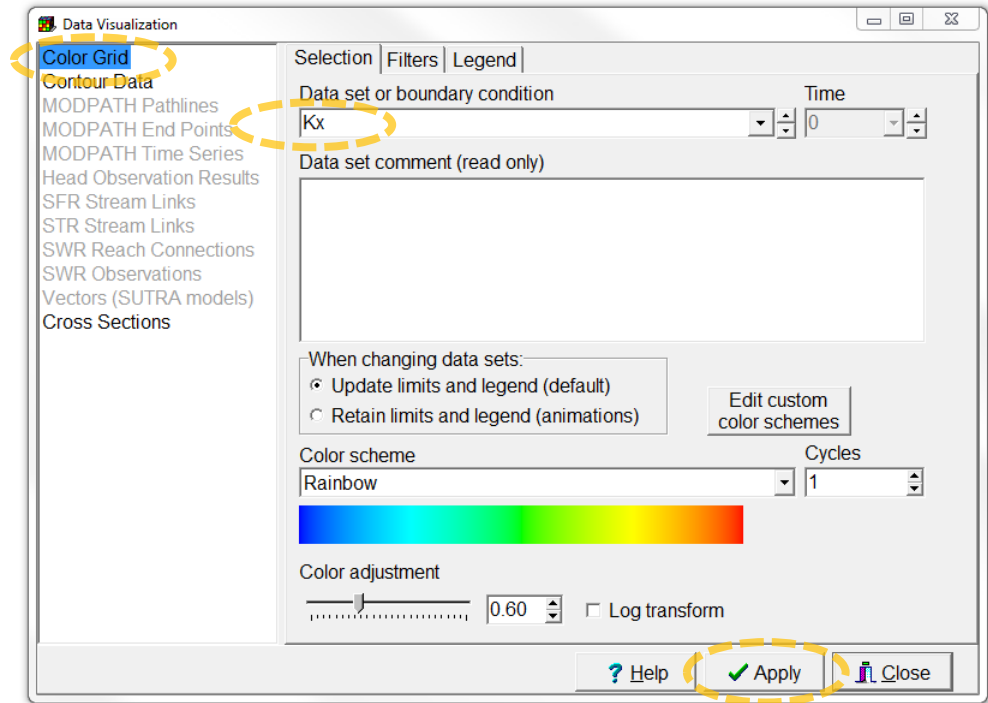 Data Visualization
Color Grid
Contour Data
MODPATH Pathlines
MODPATH End Points
MODPATH Time Series
Head Observation Results
SFR Stream Links
STR Stream Links
SWR Reach Connections
SWR Observations
Vectors (SUTRA models)
Cross Sections
Selection Filters Legend
Data set or boundary condition Time
Kx 0
Data set comment (read only)
When changing data sets:
Update limits and legend (default)
Retain limits and legend (animations)
Edit custom
color schemes
Color scheme Cycles
Rainbow 1
Color adjustment
0.60 Log transform
? Help Apply Close